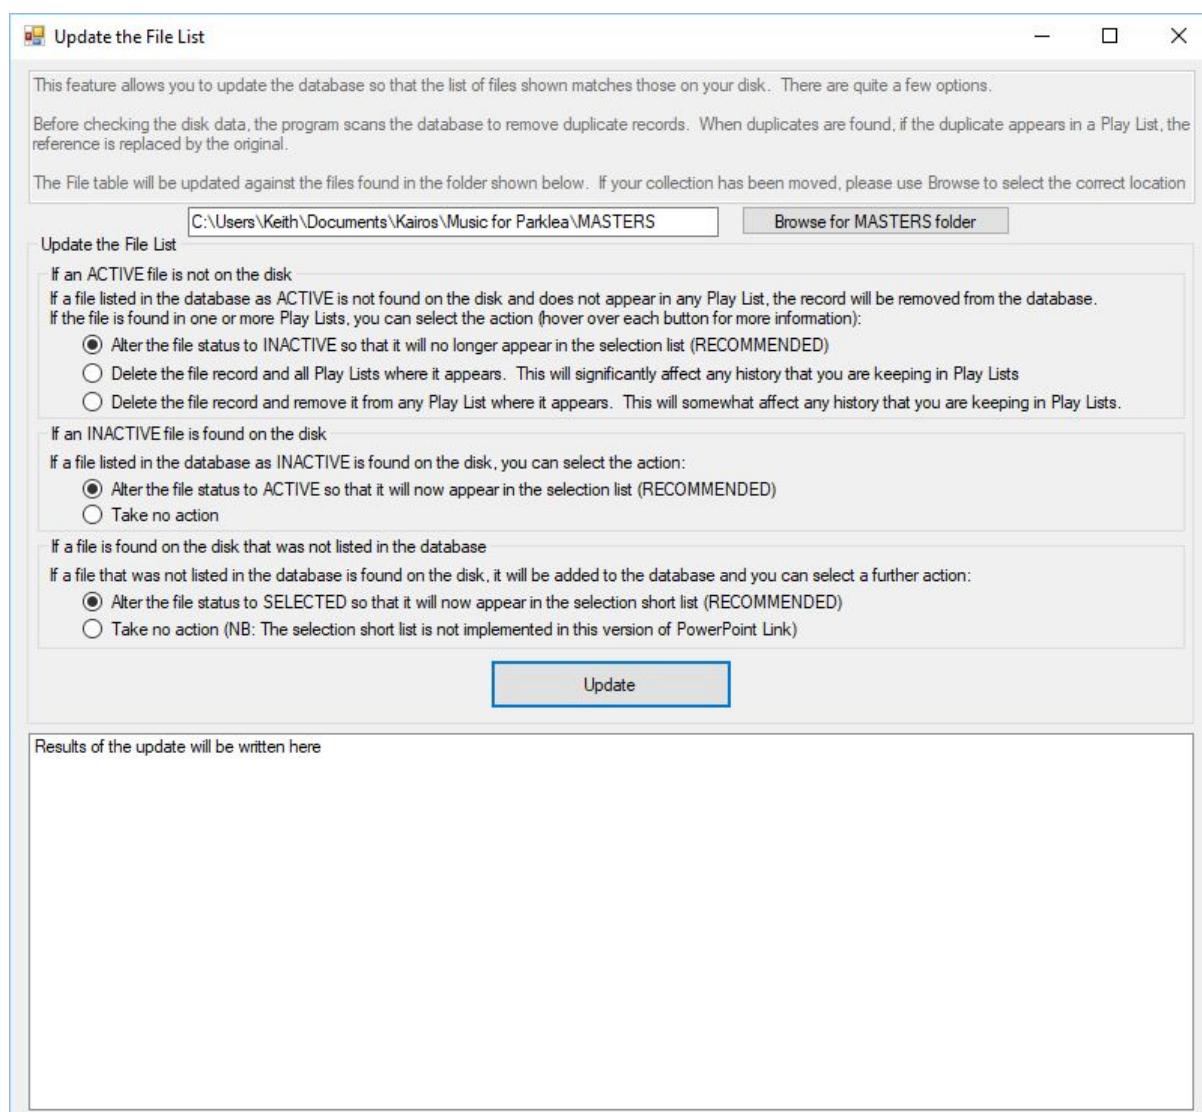 Update the File List
This feature allows you to update the database so that the list of files shown matches those on your disk.  There are quite a few options.
Before checking the disk data, the program scans the database to remove duplicate records.  When duplicates are found, if the duplicate appears in a Play List, the
reference is replaced by the original.
The File table will be updated against the files found in the folder shown below.  If your collection has been moved, please use Browse to select the correct location
C:\Users\Keith\Documents\Kairos\Music for Parklea\MASTERS
Browse for MASTERS folder
Update the File List
If an ACTIVE file is not on the disk
If a file listed in the database as ACTIVE is not found on the disk and does not appear in any Play List, the record will be removed from the database.
If the file is found in one or more Play Lists, you can select the action (hover over each button for more information):
Alter the file status to INACTIVE so that it will no longer appear in the selection list (RECOMMENDED)
Delete the file record and all Play Lists where it appears.  This will significantly affect any history that you are keeping in Play Lists
Delete the file record and remove it from any Play List where it appears.  This will somewhat affect any history that you are keeping in Play Lists.
If an INACTIVE file is found on the disk
If a file listed in the database as INACTIVE is found on the disk, you can select the action:
Alter the file status to ACTIVE so that it will now appear in the selection list (RECOMMENDED)
Take no action
If a file is found on the disk that was not listed in the database
If a file that was not listed in the database is found on the disk, it will be added to the database and you can select a further action:
Alter the file status to SELECTED so that it will now appear in the selection short list (RECOMMENDED)
Take no action (NB: The selection short list is not implemented in this version of PowerPoint Link)
Update
Results of the update will be written here